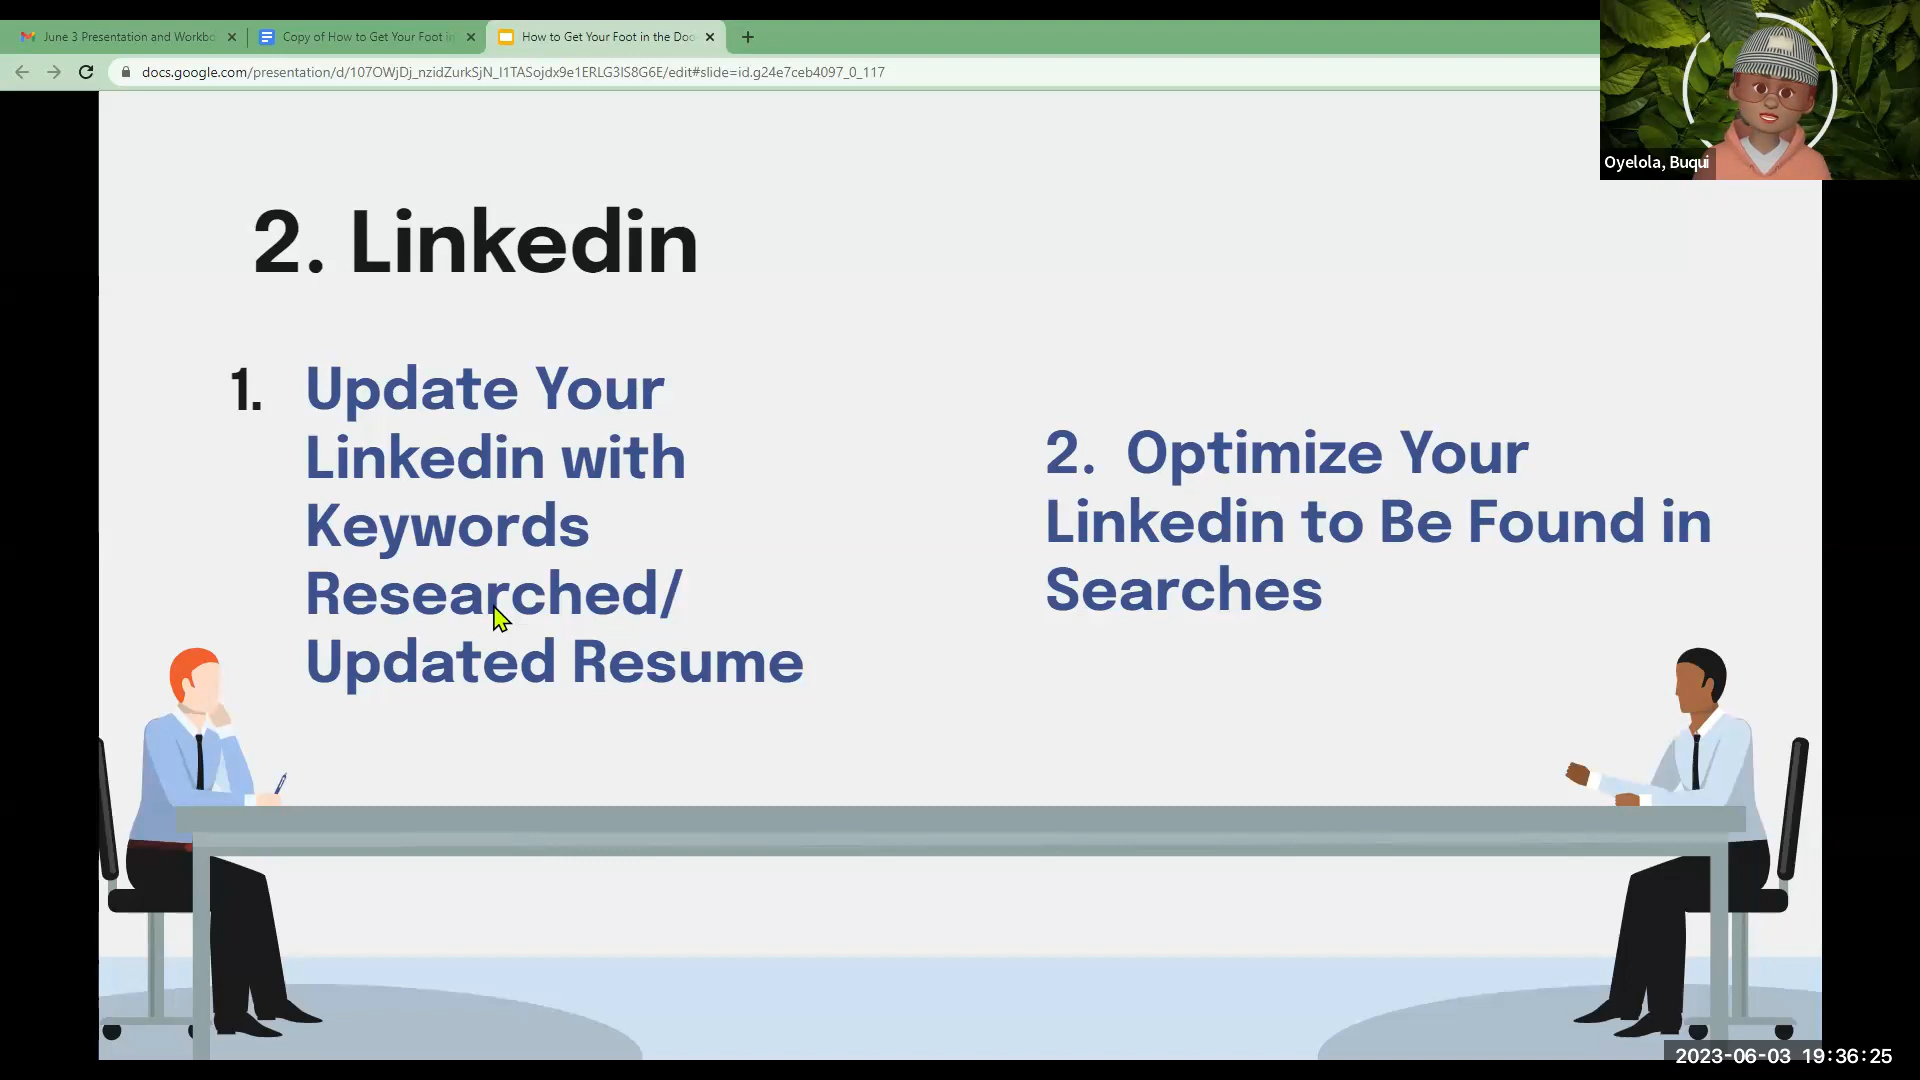 June 3 Presentation and Workbo
Copy of How to Get Your Foot in
How to Get Your Foot in the Doo
docs.google.com/presentation/d/107OWjDj_nzidZurkSjN_l1TASojdx9e1ERLG3lS8G6E/edit#slide=id.g24e7ceb4097_0_117
Oyelola, Buqui
2. Linkedin
1. Update Your
Linkedin with
Keywords
Researched/
Updated Resume
2. Optimize Your
Linkedin to Be Found in
Searches
2023-06-03 19:36:25